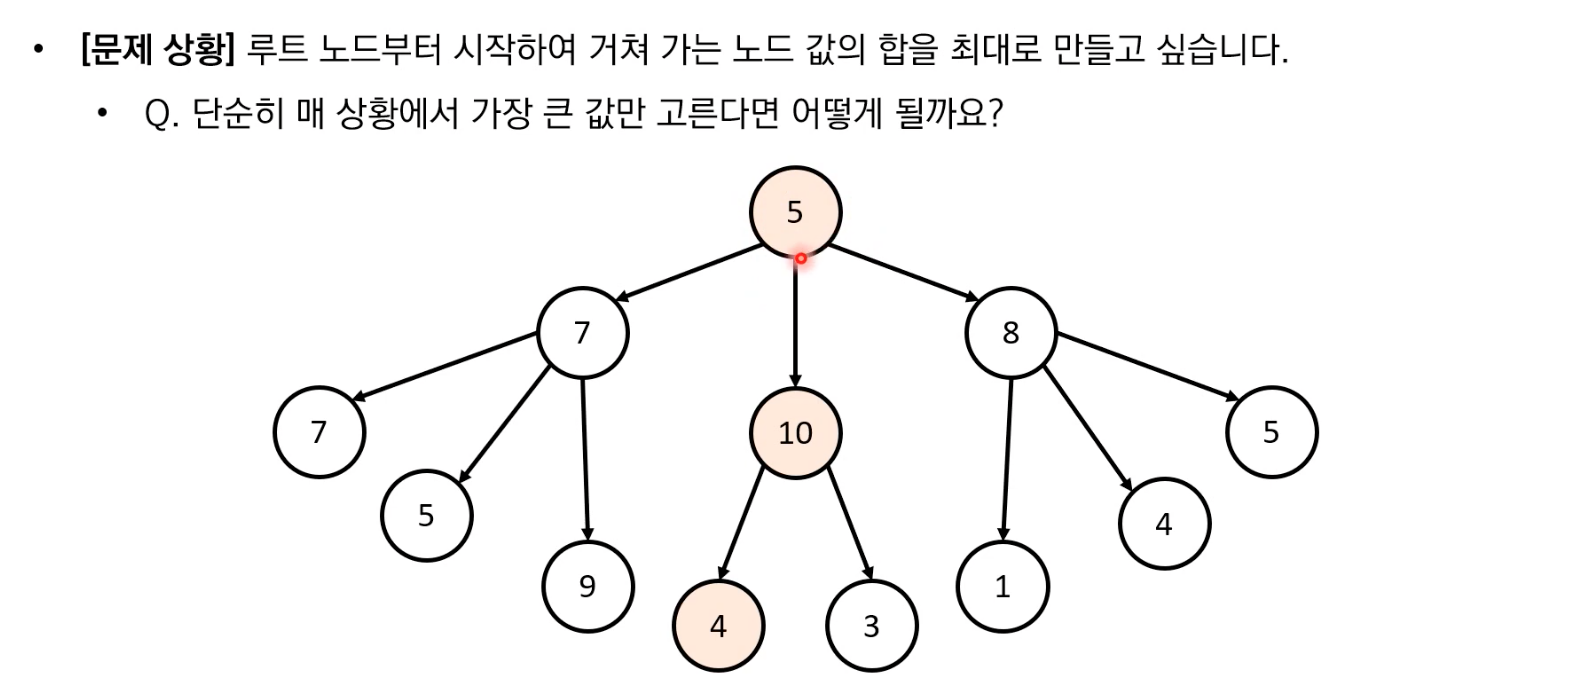 • [문제 상황] 루트 노드부터 시작하여 거쳐 가는 노드 값의 합을 최대로 만들고 싶습니다.
• Q. 단순히 매 상황에서 가장 큰 값만 고른다면 어떻게 될까요?
5
7 8
7 10 5
5 4
9 1
4 3